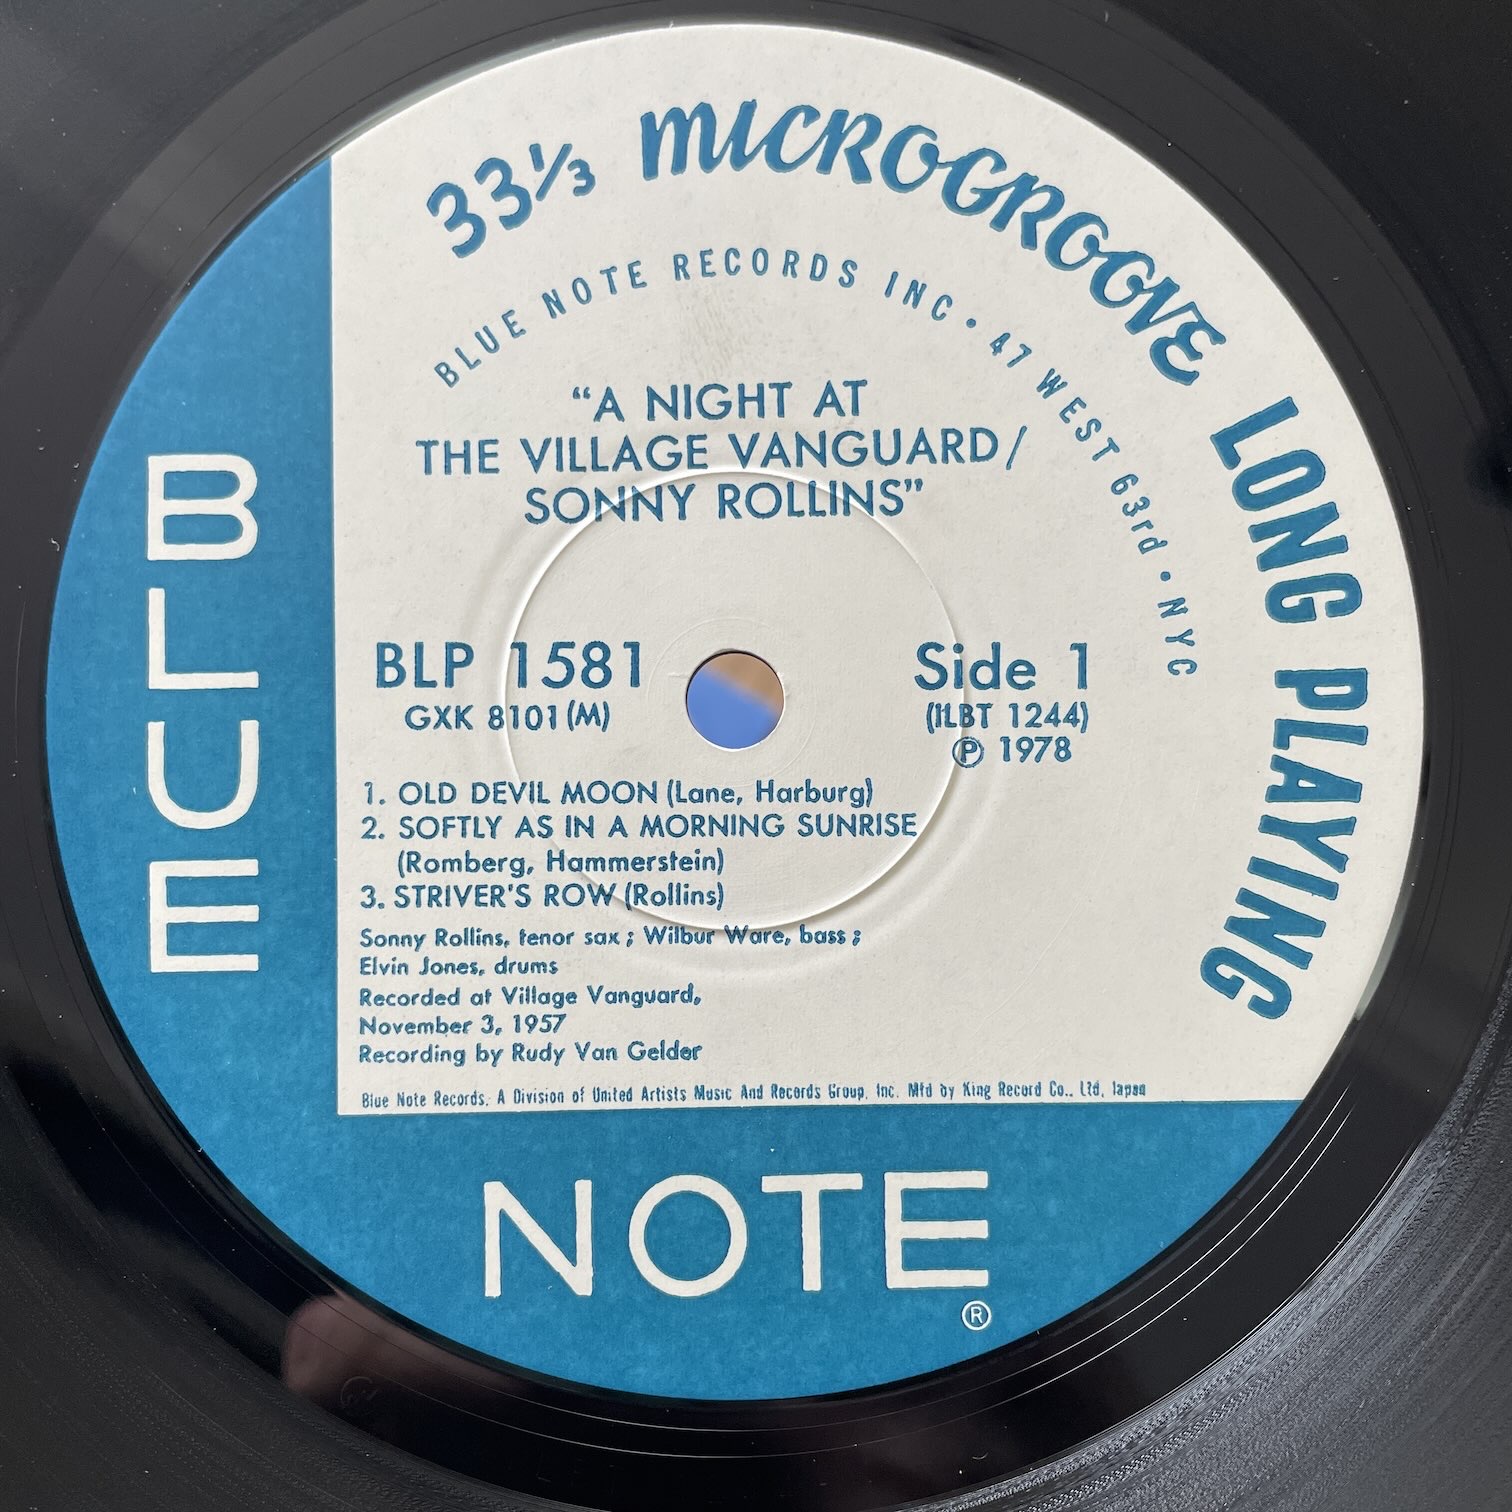 33 1/3 MICROGROOVE LONG PLAYING
BLUE NOTE RECORDS INC • 47 WEST 63rd • NYC
“A NIGHT AT
THE VILLAGE VANGUARD/
SONNY ROLLINS”
BLP 1581
GXK 8101(M)
Side 1
(1LBT 1244)
Ⓟ 1978
1. OLD DEVIL MOON (Lane, Harburg)
2. SOFTLY AS IN A MORNING SUNRISE
(Romberg, Hammerstein)
3. STRIVER'S ROW (Rollins)
Sonny Rollins, tenor sax ; Wilbur Ware, bass ;
Elvin Jones, drums
Recorded at Village Vanguard,
November 3, 1957
Recording by Rudy Van Gelder
Blue Note Records. A Division of United Artists Music And Records Group, Inc. Mfd by King Record Co., Ltd, Japan
BLUE
NOTE®